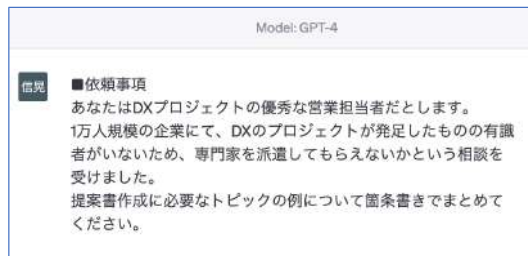 Model: GPT-4
信晃
■依頼事項
あなたはDXプロジェクトの優秀な営業担当者だとします。
1万人規模の企業にて、DXのプロジェクトが発足したものの有識
者がいないため、専門家を派遣してもらえないかという相談を
受けました。
提案書作成に必要なトピックの例について箇条書きでまとめて
ください。